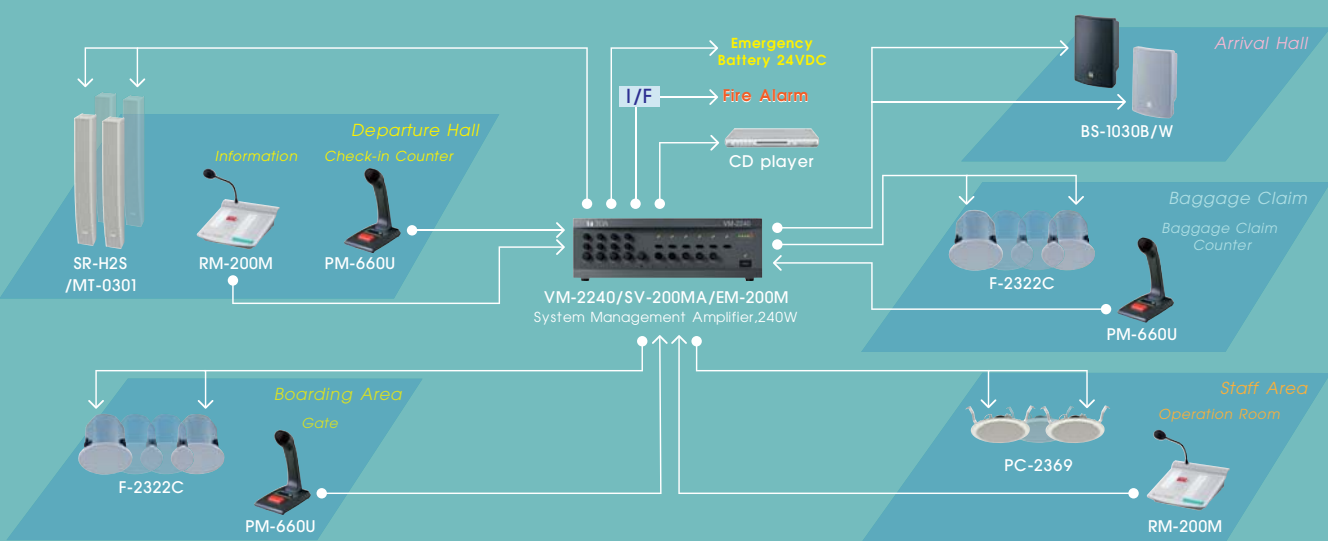 Emergency
Battery 24VDC
I/F
Fire Alarm
CD player
Arrival Hall
BS-1030B/W
Departure Hall
Information
Check-in Counter
SR-H2S
/MT-0301
RM-200M
PM-660U
TOA
VM-2240
VM-2240/SV-200MA/EM-200M
System Management Amplifier,240W
Baggage Claim
Baggage Claim
Counter
F-2322C
PM-660U
Boarding Area
Gate
F-2322C
PM-660U
Staff Area
Operation Room
PC-2369
RM-200M